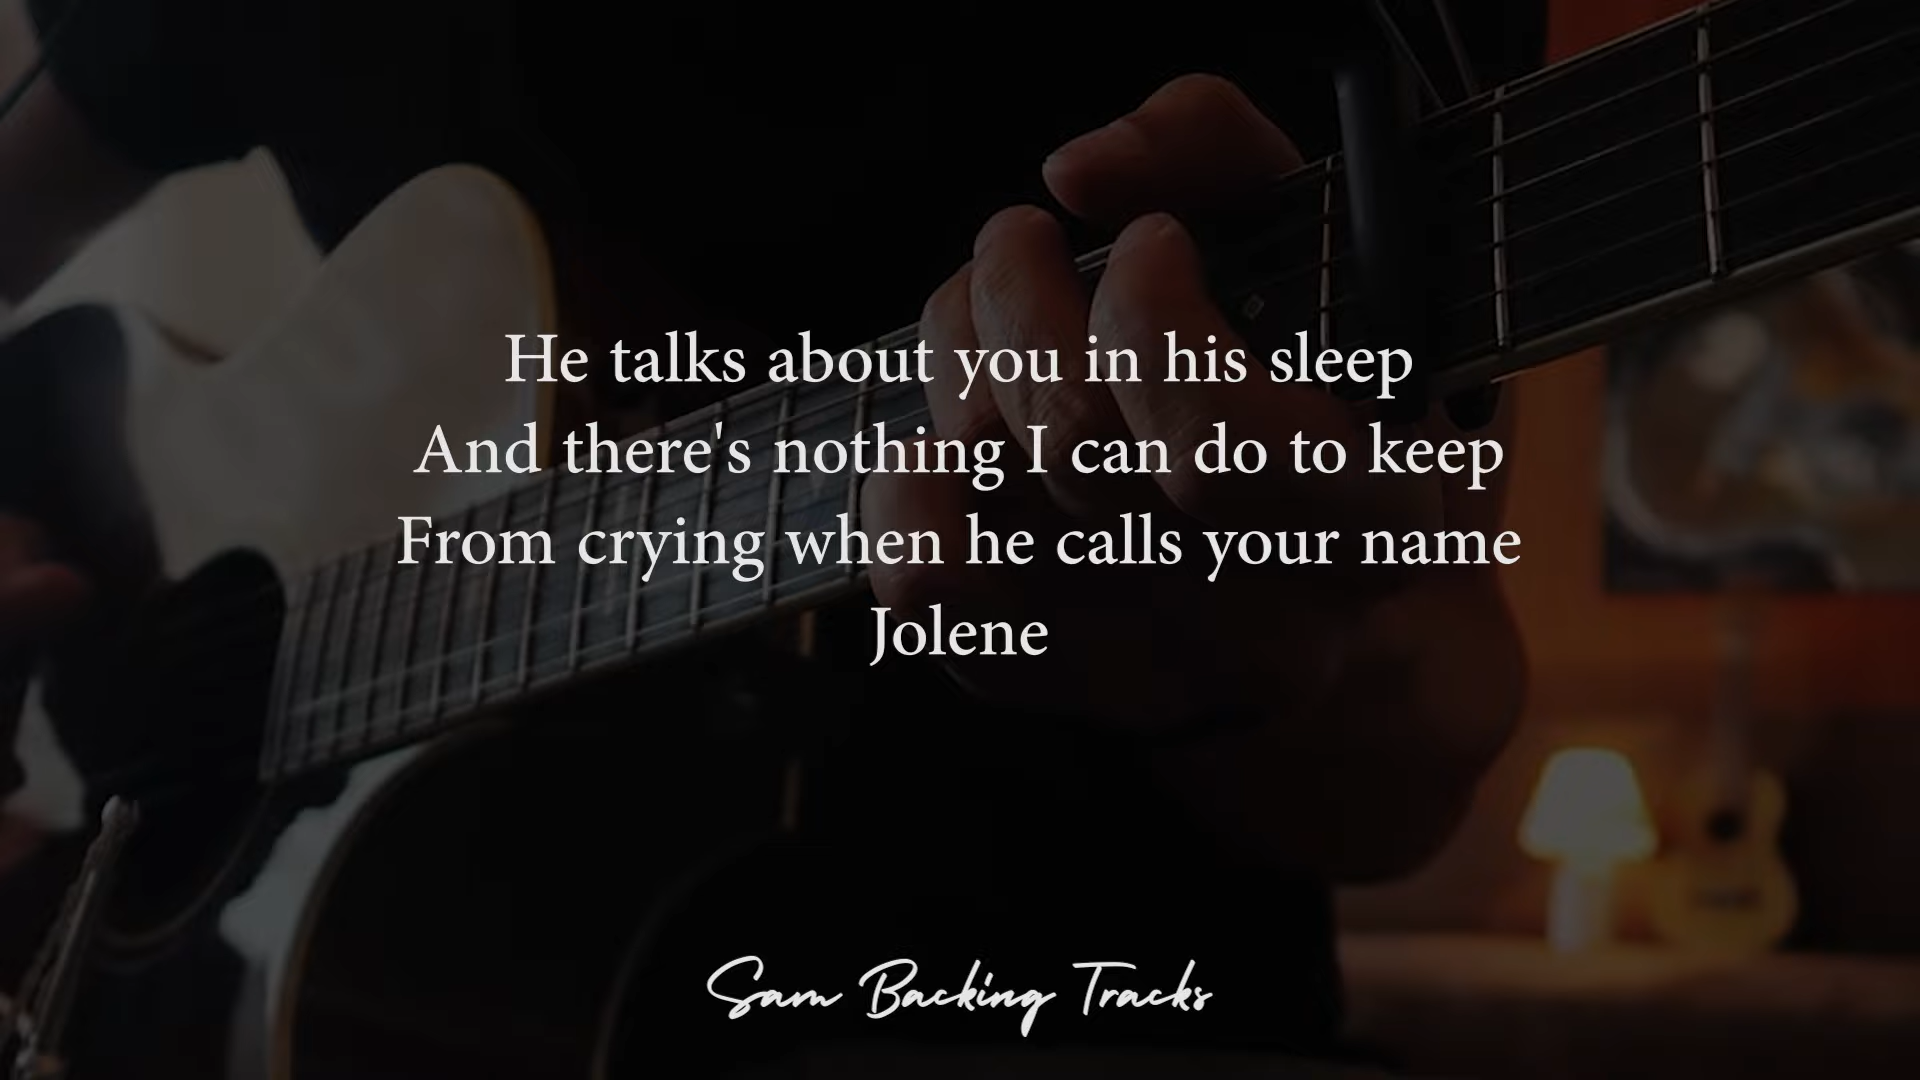 He talks about you in his sleep
And there's nothing I can do to keep
From crying when he calls your name
Jolene
Sam Backing Tracks